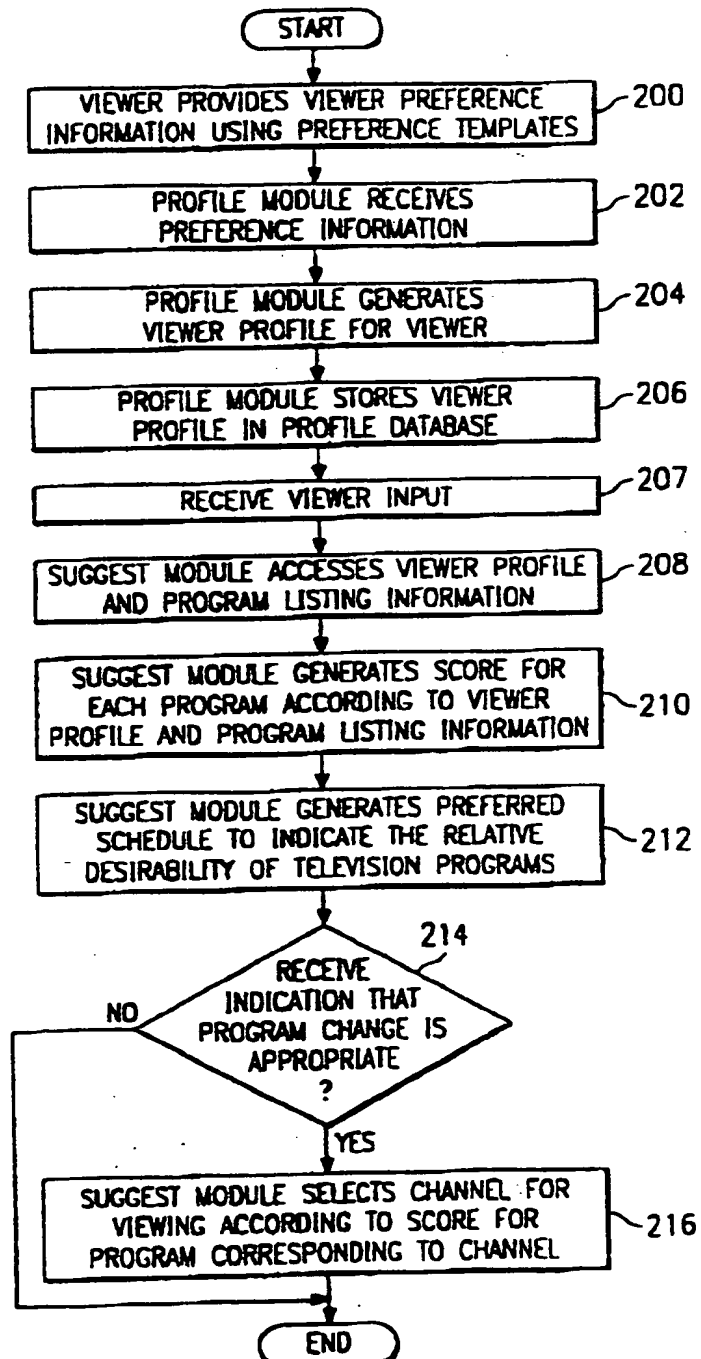 START
VIEWER PROVIDES VIEWER PREFERENCE
INFORMATION USING PREFERENCE TEMPLATES
200
PROFILE MODULE RECEIVES
PREFERENCE INFORMATION
202
PROFILE MODULE GENERATES
VIEWER PROFILE FOR VIEWER
204
PROFILE MODULE STORES VIEWER
PROFILE IN PROFILE DATABASE
206
RECEIVE VIEWER INPUT
207
SUGGEST MODULE ACCESSES VIEWER PROFILE
AND PROGRAM LISTING INFORMATION
208
SUGGEST MODULE GENERATES SCORE FOR
EACH PROGRAM ACCORDING TO VIEWER
PROFILE AND PROGRAM LISTING INFORMATION
210
SUGGEST MODULE GENERATES PREFERRED
SCHEDULE TO INDICATE THE RELATIVE
DESIRABILITY OF TELEVISION PROGRAMS
212
214
RECEIVE
INDICATION THAT
PROGRAM CHANGE IS
APPROPRIATE
?
NO
YES
SUGGEST MODULE SELECTS CHANNEL FOR
VIEWING ACCORDING TO SCORE FOR
PROGRAM CORRESPONDING TO CHANNEL
216
END